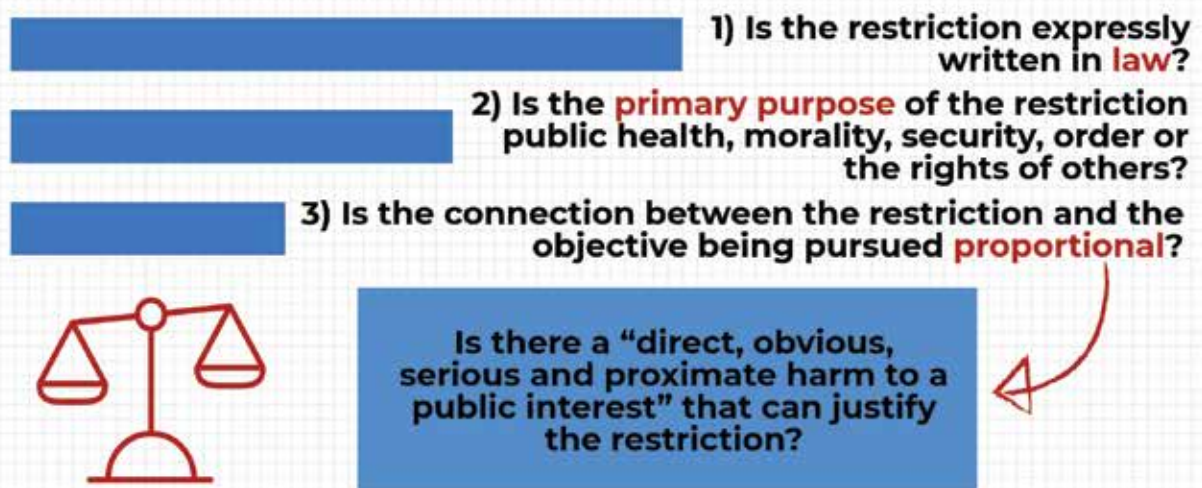 1) Is the restriction expressly
written in law?
2) Is the primary purpose of the restriction
public health, morality, security, order or
the rights of others?
3) Is the connection between the restriction and the
objective being pursued proportional?
Is there a “direct, obvious,
serious and proximate harm to a
public interest” that can justify
the restriction?